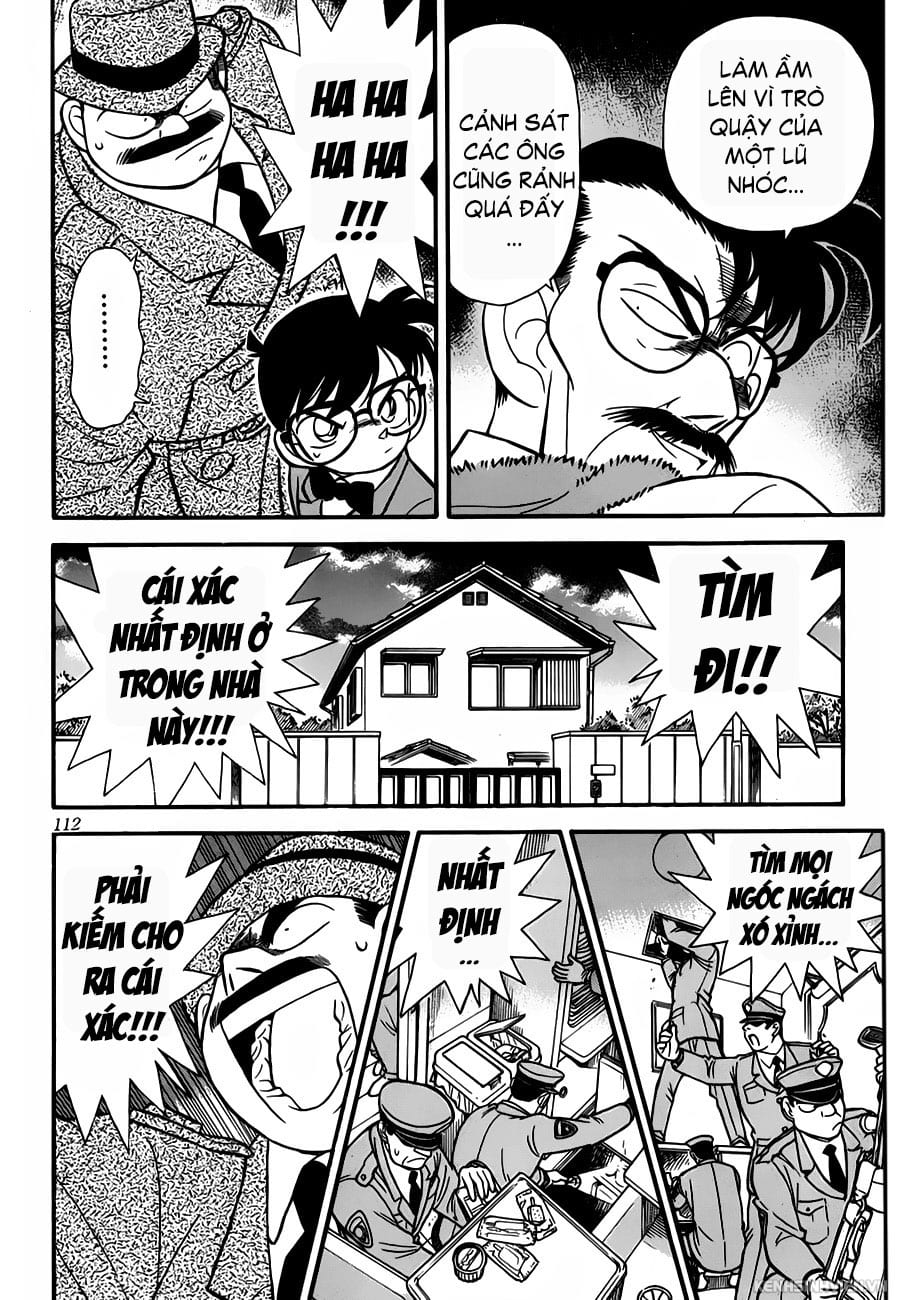 LÀM ẦM
LÊN VÌ TRÒ
QUẬY CỦA
MỘT LŨ
NHÓC...
CẢNH SÁT
CÁC ÔNG
CŨNG RẢNH
QUÁ ĐẤY
...
HA HA
HA HA
!!!
.........
TÌM
ĐI!!
CÁI XÁC
NHẤT ĐỊNH Ở
TRONG NHÀ
NÀY!!!
112
TÌM MỌI
NGÓC NGÁCH
XÓ XỈNH...
NHẤT
ĐỊNH
...
PHẢI
KIẾM CHO
RA CÁI
XÁC!!!